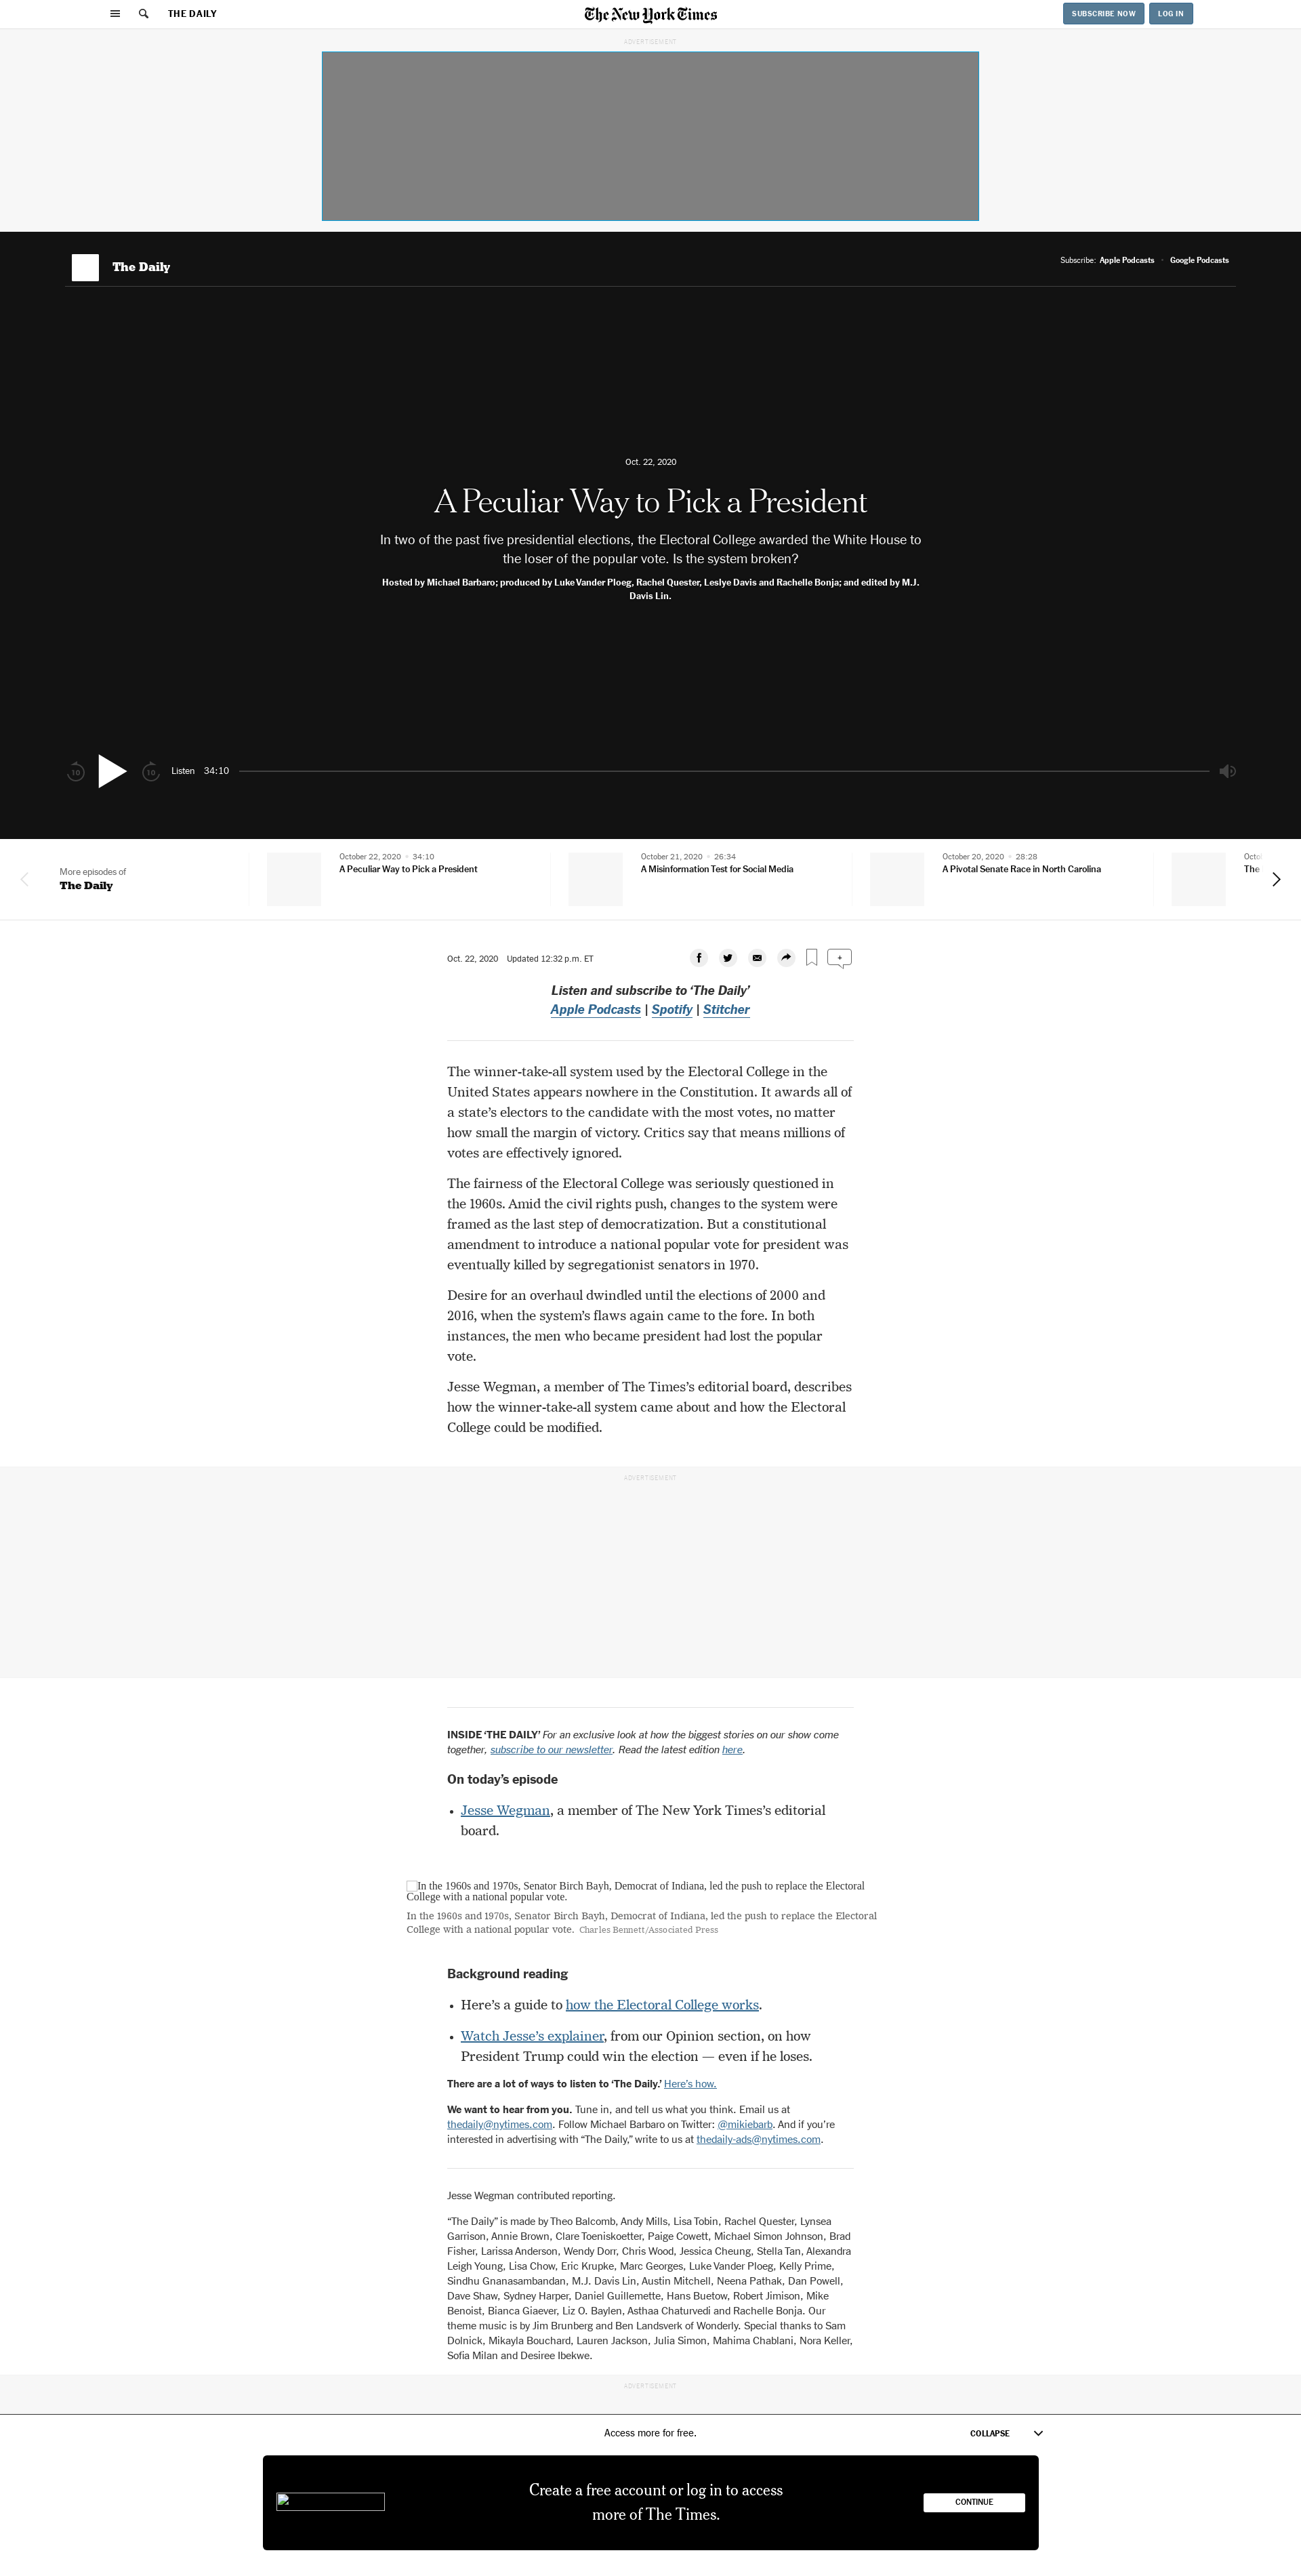 THE DAILY
The New York Times
SUBSCRIBE NOW
LOG IN
ADVERTISEMENT
The Daily
Subscribe: Apple Podcasts • Google Podcasts
Oct. 22, 2020
A Peculiar Way to Pick a President
In two of the past five presidential elections, the Electoral College awarded the White House to
the loser of the popular vote. Is the system broken?
Hosted by Michael Barbaro; produced by Luke Vander Ploeg, Rachel Quester, Leslye Davis and Rachelle Bonja; and edited by M.J.
Davis Lin.
10
10
Listen 34:10
More episodes of
The Daily
October 22, 2020 • 34:10
A Peculiar Way to Pick a President
October 21, 2020 • 26:34
A Misinformation Test for Social Media
October 20, 2020 • 28:28
A Pivotal Senate Race in North Carolina
Octo
The
Oct. 22, 2020 Updated 12:32 p.m. ET
+
Listen and subscribe to ‘The Daily’
Apple Podcasts | Spotify | Stitcher
The winner-take-all system used by the Electoral College in the
United States appears nowhere in the Constitution. It awards all of
a state’s electors to the candidate with the most votes, no matter
how small the margin of victory. Critics say that means millions of
votes are effectively ignored.
The fairness of the Electoral College was seriously questioned in
the 1960s. Amid the civil rights push, changes to the system were
framed as the last step of democratization. But a constitutional
amendment to introduce a national popular vote for president was
eventually killed by segregationist senators in 1970.
Desire for an overhaul dwindled until the elections of 2000 and
2016, when the system’s flaws again came to the fore. In both
instances, the men who became president had lost the popular
vote.
Jesse Wegman, a member of The Times’s editorial board, describes
how the winner-take-all system came about and how the Electoral
College could be modified.
ADVERTISEMENT
INSIDE ‘THE DAILY’ For an exclusive look at how the biggest stories on our show come
together, subscribe to our newsletter. Read the latest edition here.
On today’s episode
• Jesse Wegman, a member of The New York Times’s editorial
board.
In the 1960s and 1970s, Senator Birch Bayh, Democrat of Indiana, led the push to replace the Electoral
College with a national popular vote.
In the 1960s and 1970s, Senator Birch Bayh, Democrat of Indiana, led the push to replace the Electoral
College with a national popular vote. Charles Bennett/Associated Press
Background reading
• Here’s a guide to how the Electoral College works.
• Watch Jesse’s explainer, from our Opinion section, on how
President Trump could win the election — even if he loses.
There are a lot of ways to listen to ‘The Daily.’ Here’s how.
We want to hear from you. Tune in, and tell us what you think. Email us at
thedaily@nytimes.com. Follow Michael Barbaro on Twitter: @mikiebarb. And if you’re
interested in advertising with “The Daily,” write to us at thedaily-ads@nytimes.com.
Jesse Wegman contributed reporting.
“The Daily” is made by Theo Balcomb, Andy Mills, Lisa Tobin, Rachel Quester, Lynsea
Garrison, Annie Brown, Clare Toeniskoetter, Paige Cowett, Michael Simon Johnson, Brad
Fisher, Larissa Anderson, Wendy Dorr, Chris Wood, Jessica Cheung, Stella Tan, Alexandra
Leigh Young, Lisa Chow, Eric Krupke, Marc Georges, Luke Vander Ploeg, Kelly Prime,
Sindhu Gnanasambandan, M.J. Davis Lin, Austin Mitchell, Neena Pathak, Dan Powell,
Dave Shaw, Sydney Harper, Daniel Guillemette, Hans Buetow, Robert Jimison, Mike
Benoist, Bianca Giaever, Liz O. Baylen, Asthaa Chaturvedi and Rachelle Bonja. Our
theme music is by Jim Brunberg and Ben Landsverk of Wonderly. Special thanks to Sam
Dolnick, Mikayla Bouchard, Lauren Jackson, Julia Simon, Mahima Chablani, Nora Keller,
Sofia Milan and Desiree Ibekwe.
ADVERTISEMENT
Access more for free.
COLLAPSE
Create a free account or log in to access
more of The Times.
CONTINUE